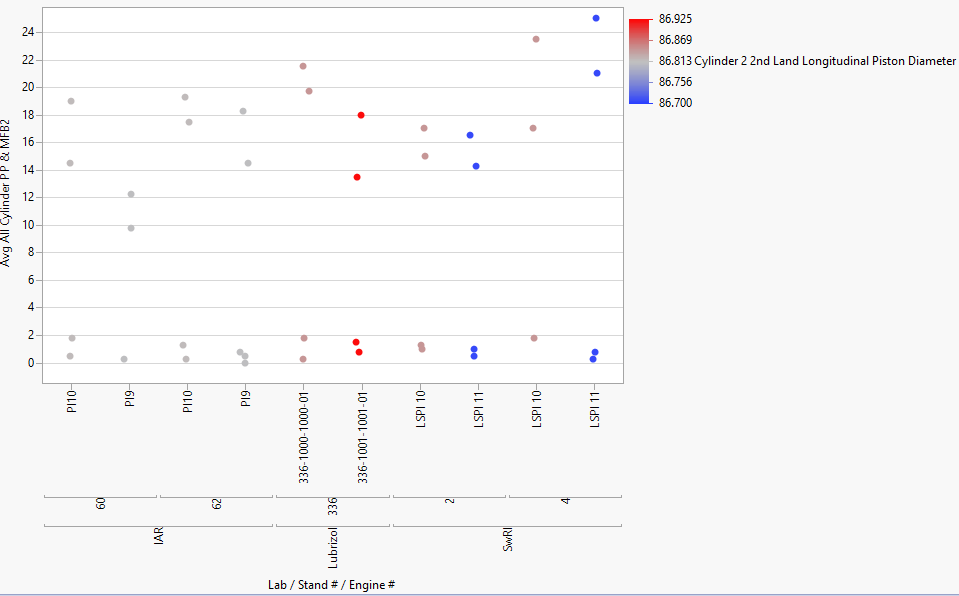 24
22
20
18
16
14
12
10
8
6
4
2
0
Avg All Cylinder PP & MFB2
86.925
86.869
86.813 Cylinder 2 2nd Land Longitudinal Piston Diameter
86.756
86.700
PI10
PI9
PI10
PI9
336-1000-1000-01
336-1001-1001-01
LSPI 10
LSPI 11
LSPI 10
LSPI 11
60
62
336
2
4
IAR
Lubrizol
SwRI
Lab / Stand # / Engine #